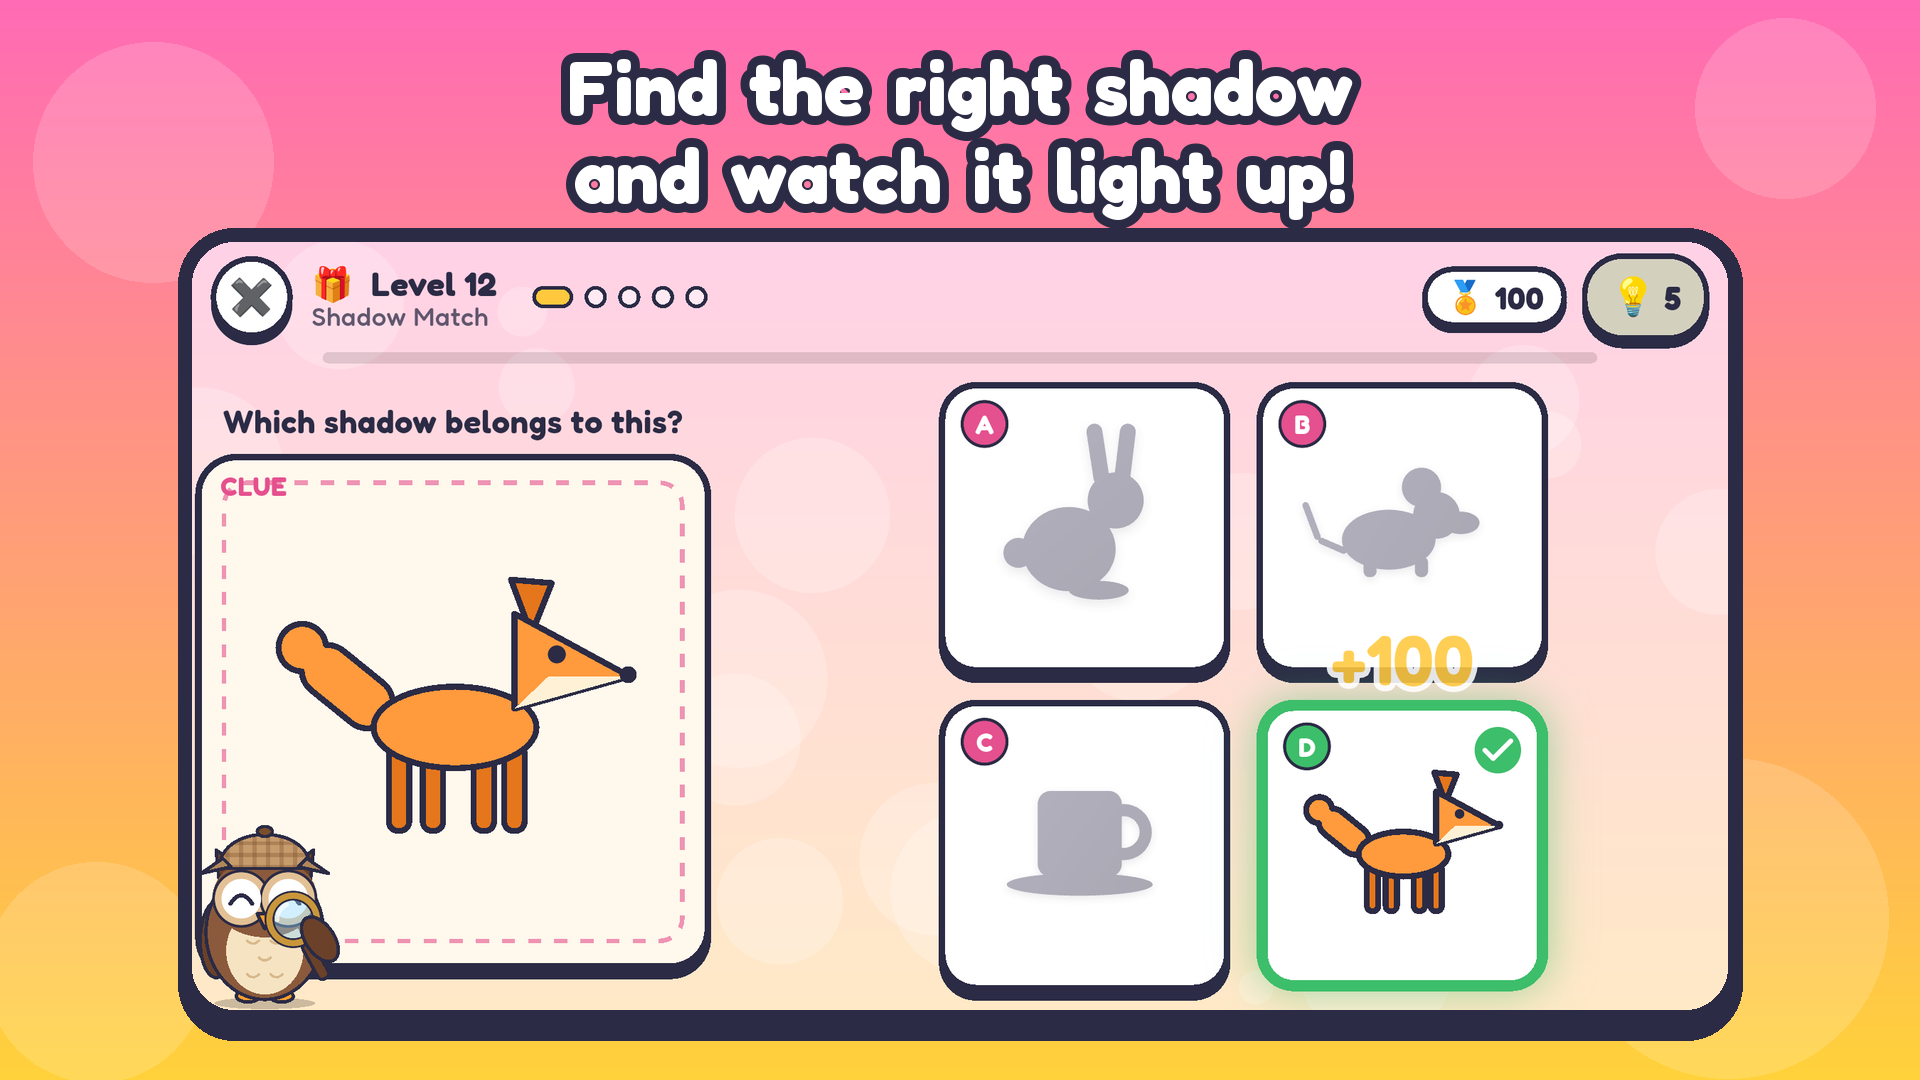 Find the right shadow
and watch it light up!
Level 12
Shadow Match
100
5
Which shadow belongs to this?
CLUE
A
B
+100
C
D